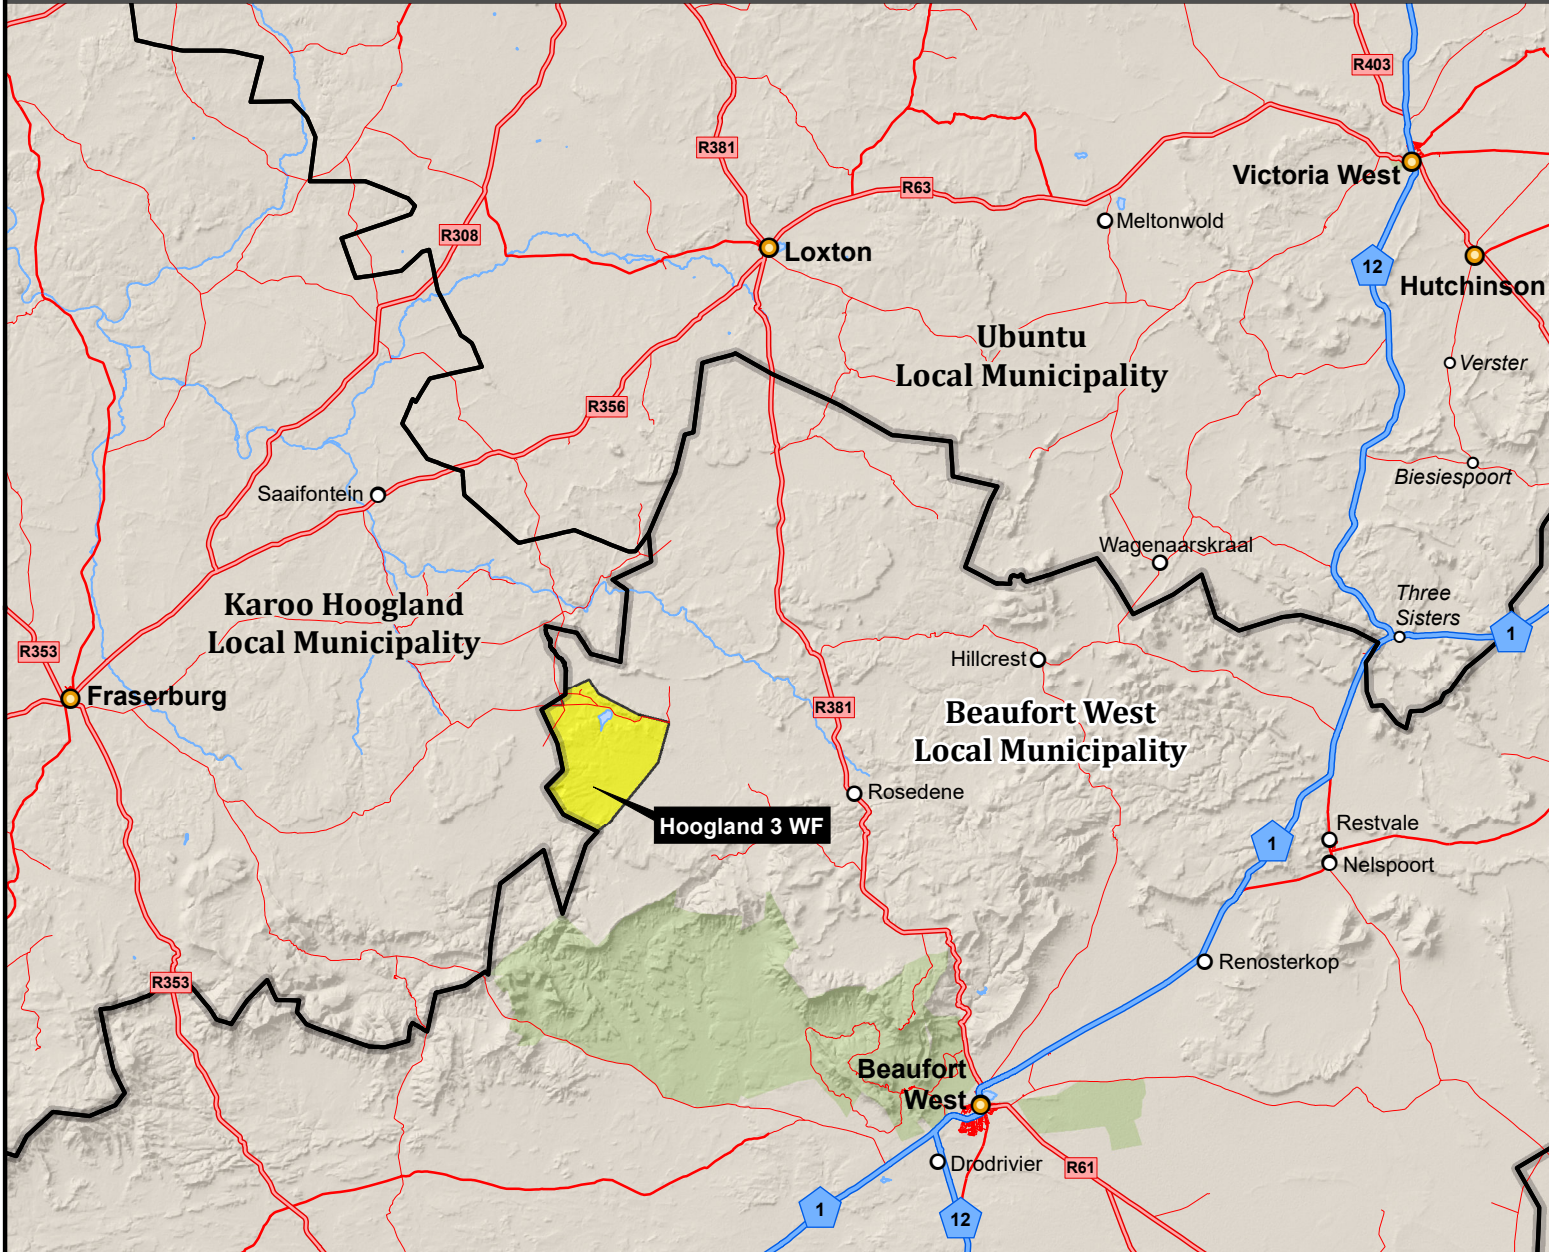 R403
R381
Victoria West
R63
Meltonwold
R308
Loxton
12
Hutchinson
Ubuntu
Local Municipality
Verster
R356
Biesiespoort
Saaifontein
Wagenaarskraal
Karoo Hoogland
Local Municipality
Three
Sisters
1
R353
Hillcrest
Fraserburg
R381
Beaufort West
Local Municipality
Rosedene
Hoogland 3 WF
Restvale
1
Nelspoort
Renosterkop
R353
Beaufort
West
Drodrivier
R61
1
12